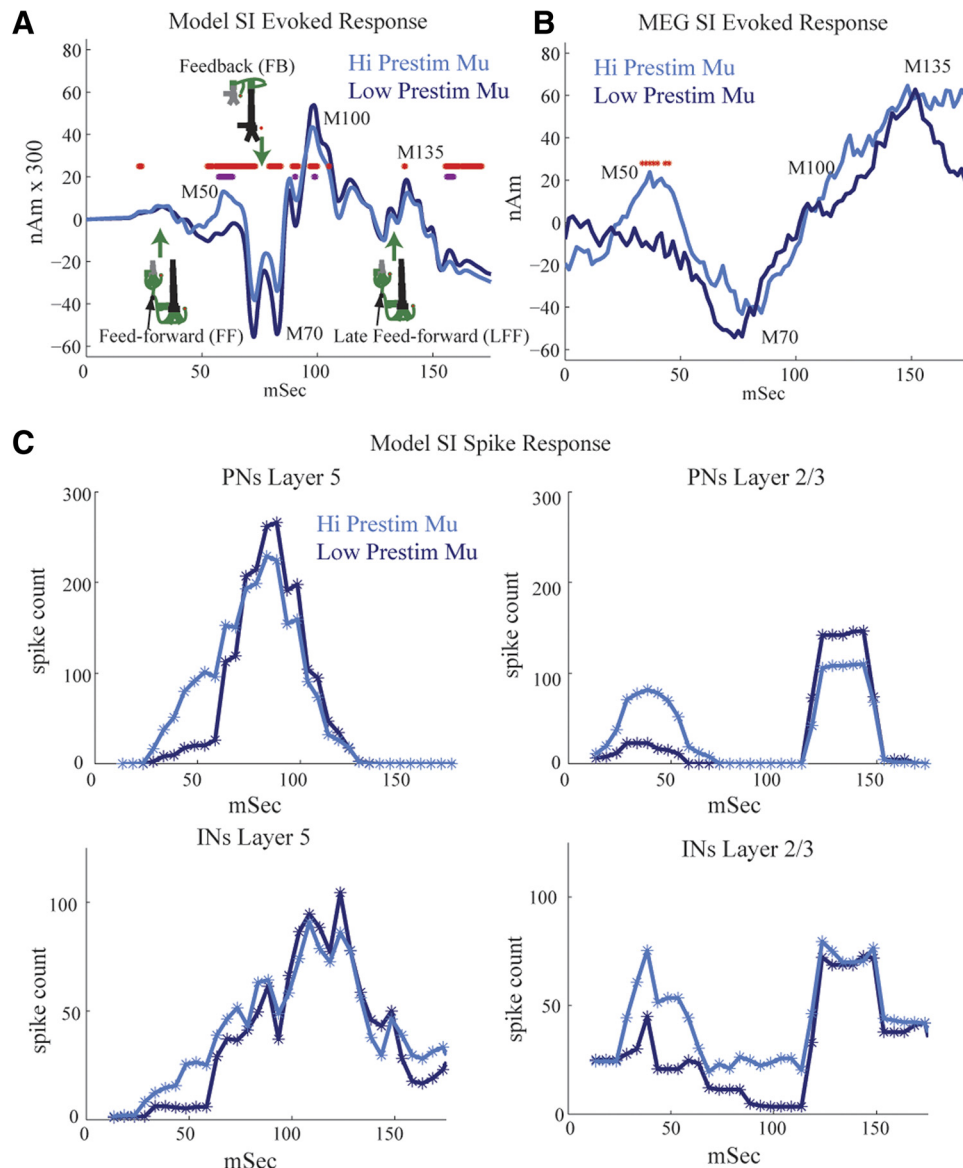 A
Model SI Evoked Response
80
60
40
20
0
−20
−40
−60
nAm x 300
Feedback (FB)
Hi Prestim Mu
Low Prestim Mu
M50
M100
M135
M70
Feed-forward (FF)
Late Feed-forward (LFF)
0 50 100 150
mSec
B
MEG SI Evoked Response
80
60
40
20
0
−20
−40
−60
nAm
Hi Prestim Mu
Low Prestim Mu
M50
M100
M135
M70
0 50 100 150
mSec
C
Model SI Spike Response
PNs Layer 5
300
200
100
0
spike count
Hi Prestim Mu
Low Prestim Mu
0 50 100 150
mSec
PNs Layer 2/3
300
200
100
0
spike count
0 50 100 150
mSec
INs Layer 5
100
50
0
spike count
0 50 100 150
mSec
INs Layer 2/3
100
50
0
spike count
0 50 100 150
mSec